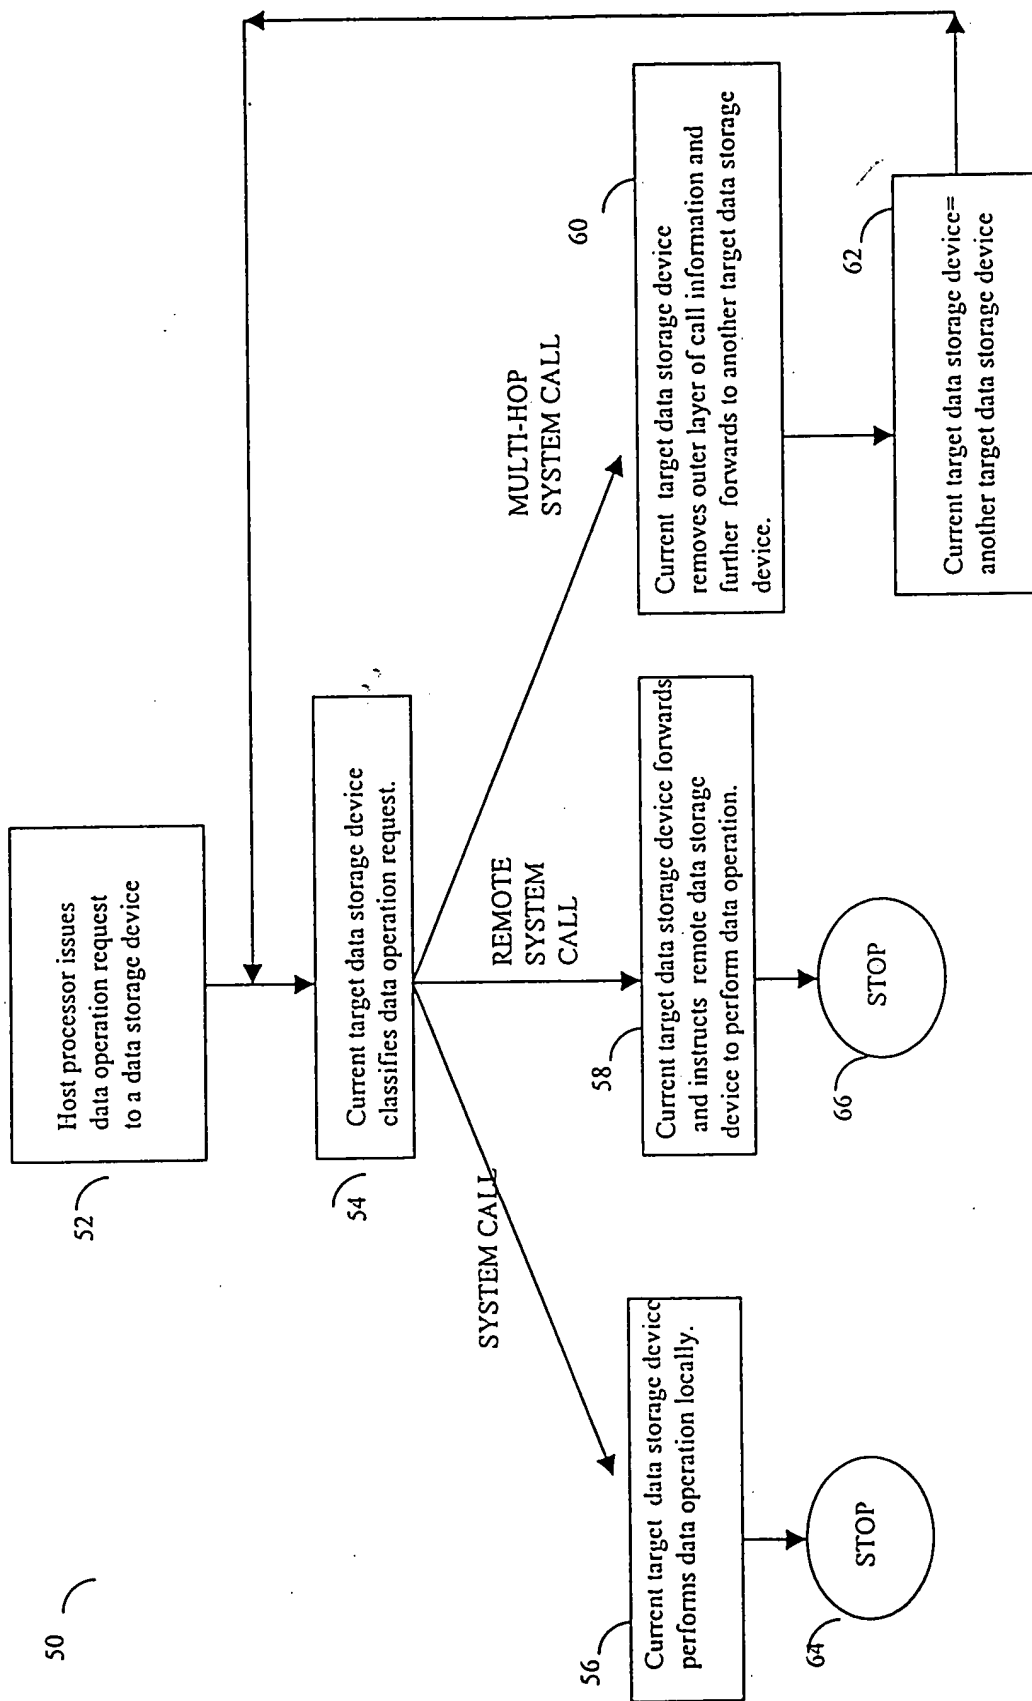 50
52
Host processor issues
data operation request
to a data storage device
54
Current target data storage device
classifies data operation request.
SYSTEM CALL
REMOTE
SYSTEM
CALL
MULTI-HOP
SYSTEM CALL
56
Current target data storage device
performs data operation locally.
58
Current target data storage device forwards
and instructs remote data storage
device to perform data operation.
60
Current target data storage device
removes outer layer of call information and
further forwards to another target data storage
device.
62
Current target data storage device=
another target data storage device
64
STOP
66
STOP